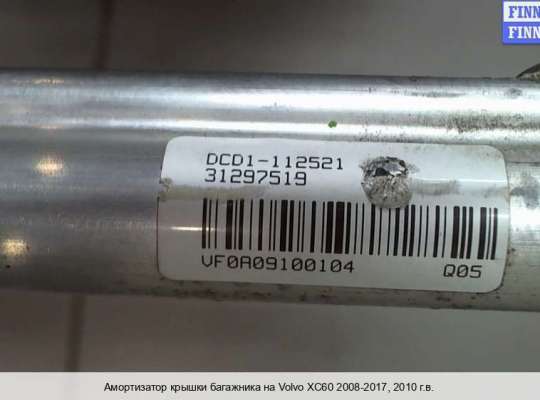 FINN
FINN
DCD1-112521
31297519
VF0A09100104
Q05
Амортизатор крышки багажника на Volvo XC60 2008-2017, 2010 г.в.